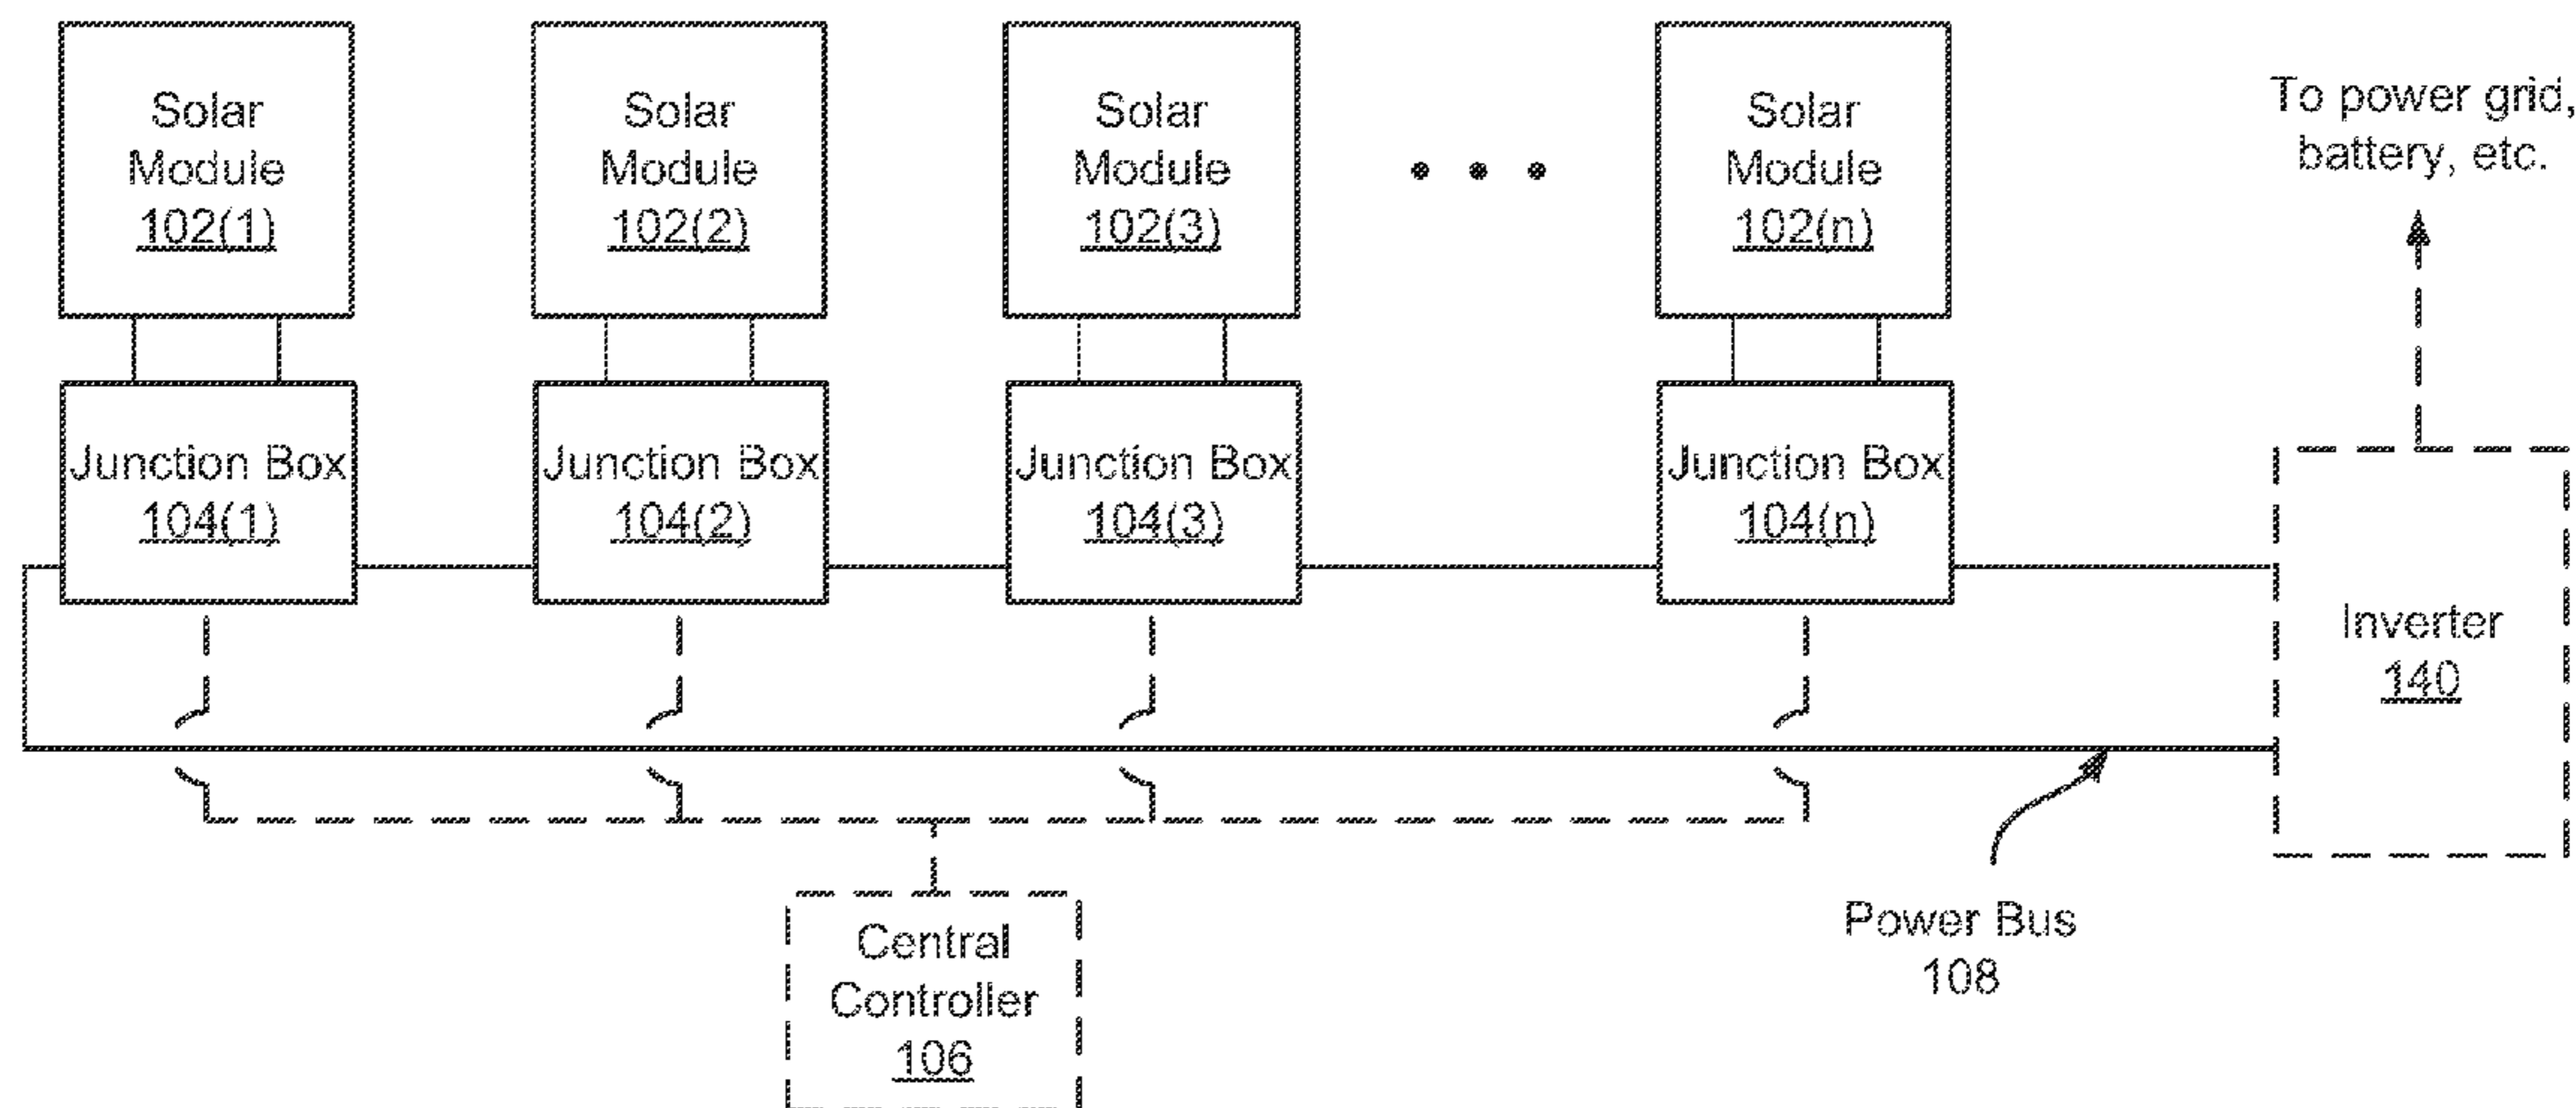 Solar
Module
102(1)
Solar
Module
102(2)
Solar
Module
102(3)
Solar
Module
102(n)
To power grid,
battery, etc.
Junction Box
104(1)
Junction Box
104(2)
Junction Box
104(3)
Junction Box
104(n)
Inverter
140
Central
Controller
106
Power Bus
108